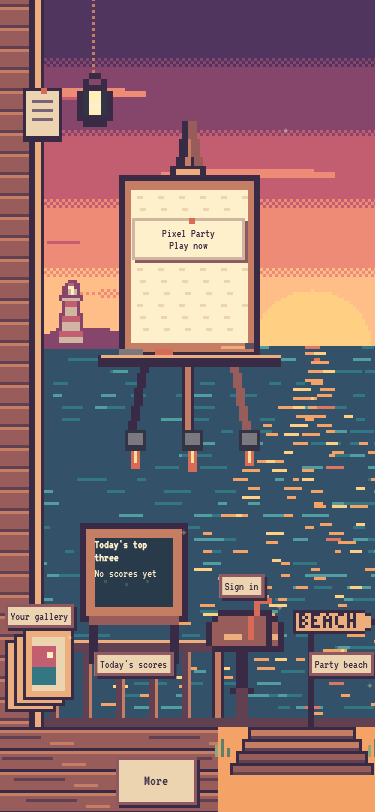 Pixel Party
Play now
Today's top
three
No scores yet
Sign in
Your gallery
BEACH
Today's scores
Party beach
More